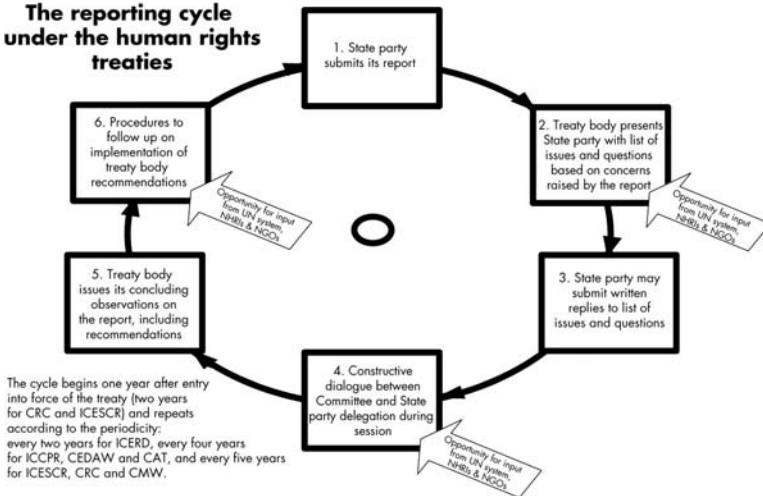 The reporting cycle
under the human rights
treaties
1. State party
submits its report
2. Treaty body presents
State party with list of
issues and questions
based on concerns
raised by the report
Opportunity for input
from UN system,
NHRIs & NGOs
3. State party may
submit written
replies to list of
issues and questions
4. Constructive
dialogue between
Committee and State
party delegation during
session
Opportunity for input
from UN system,
NHRIs & NGOs
5. Treaty body
issues its concluding
observations on
the report, including
recommendations
6. Procedures to
follow up on
implementation of
treaty body
recommendations
Opportunity for input
from UN system,
NHRIs & NGOs
The cycle begins one year after entry
into force of the treaty (two years
for CRC and ICESCR) and repeats
according to the periodicity:
every two years for ICERD, every four years
for ICCPR, CEDAW and CAT, and every five years
for ICESCR, CRC and CMW.